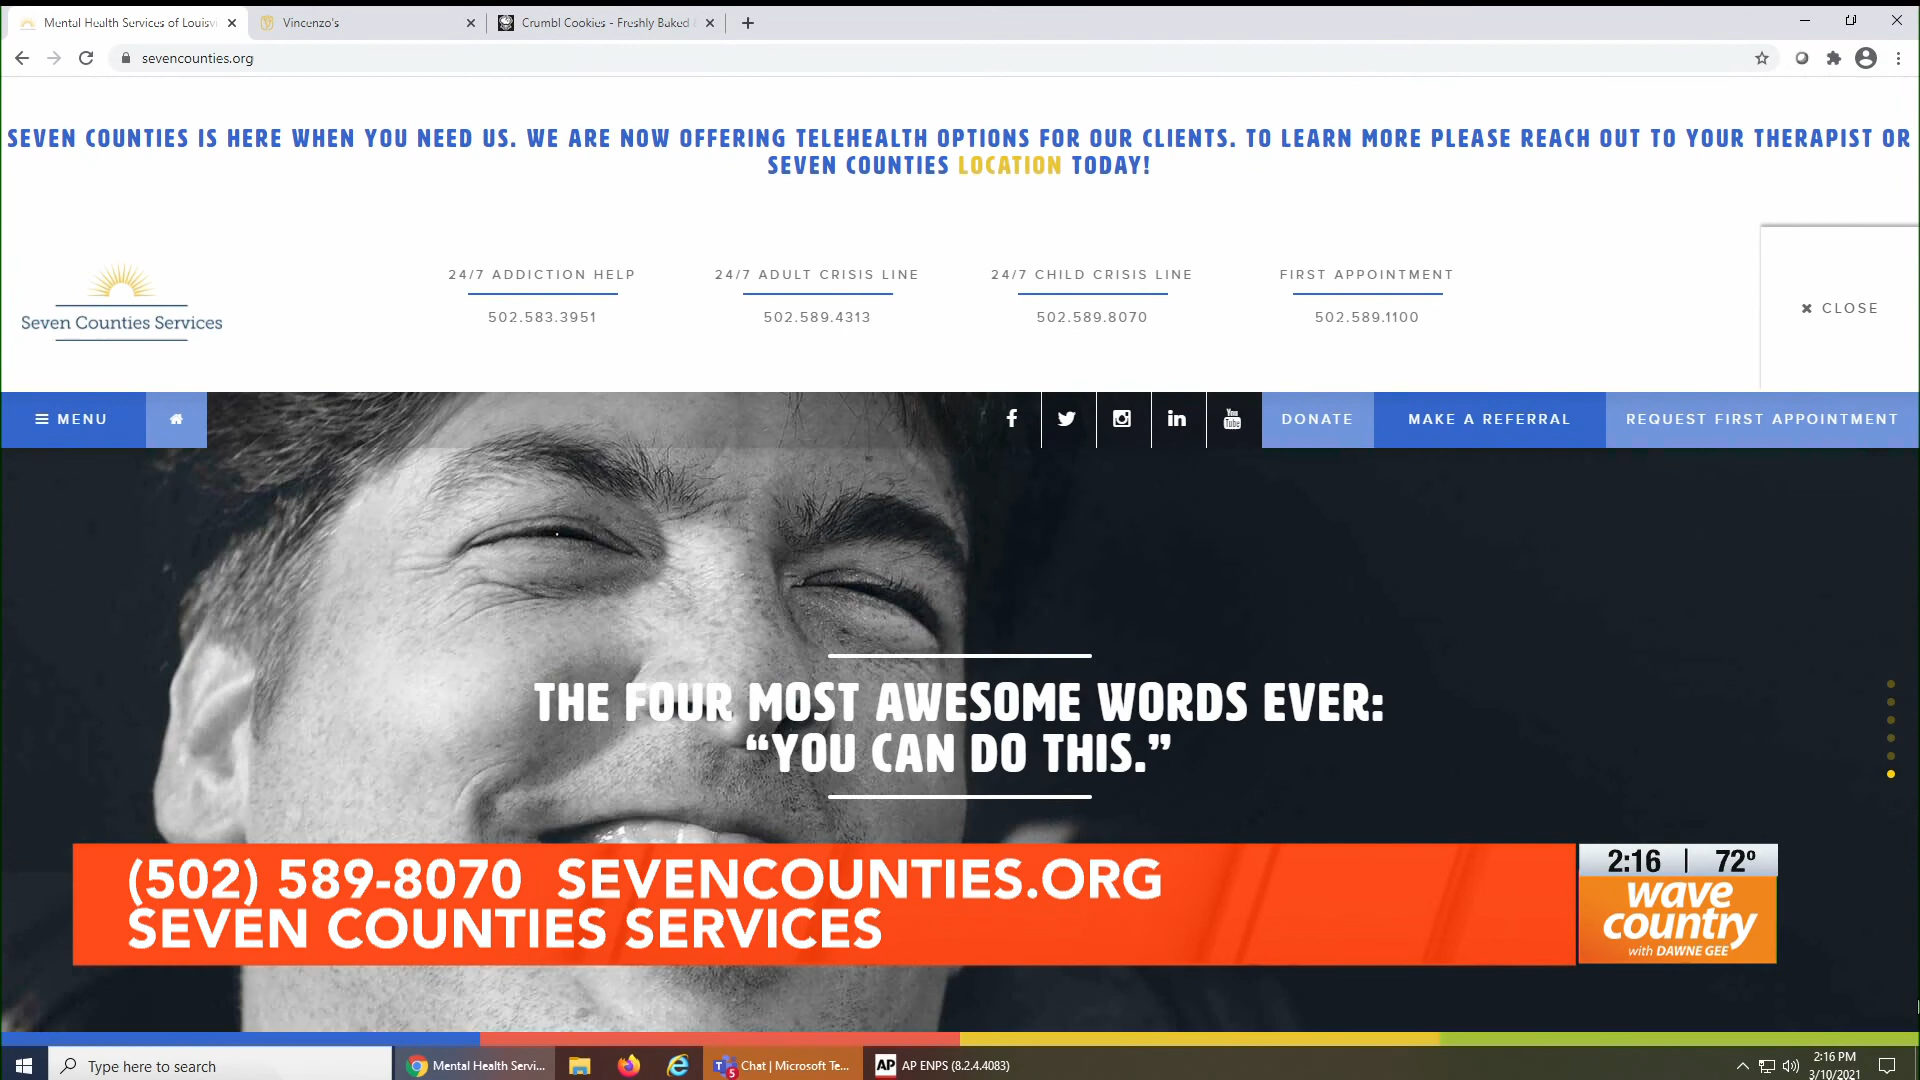 Mental Health Services of Louisv
Vincenzo's
Crumbl Cookies - Freshly Baked
sevencounties.org
SEVEN COUNTIES IS HERE WHEN YOU NEED US. WE ARE NOW OFFERING TELEHEALTH OPTIONS FOR OUR CLIENTS. TO LEARN MORE PLEASE REACH OUT TO YOUR THERAPIST OR
SEVEN COUNTIES LOCATION TODAY!
24/7 ADDICTION HELP
24/7 ADULT CRISIS LINE
24/7 CHILD CRISIS LINE
FIRST APPOINTMENT
502.583.3951
502.589.4313
502.589.8070
502.589.1100
Seven Counties Services
CLOSE
MENU
You
Tube
DONATE
MAKE A REFERRAL
REQUEST FIRST APPOINTMENT
THE FOUR MOST AWESOME WORDS EVER:
“YOU CAN DO THIS.”
(502) 589-8070 SEVENCOUNTIES.ORG
SEVEN COUNTIES SERVICES
2:16 | 72º
wave
country
with DAWNE GEE
Type here to search
Mental Health Servi...
5
Chat | Microsoft Te...
AP
AP ENPS (8.2.4.4083)
2:16 PM
3/10/2021